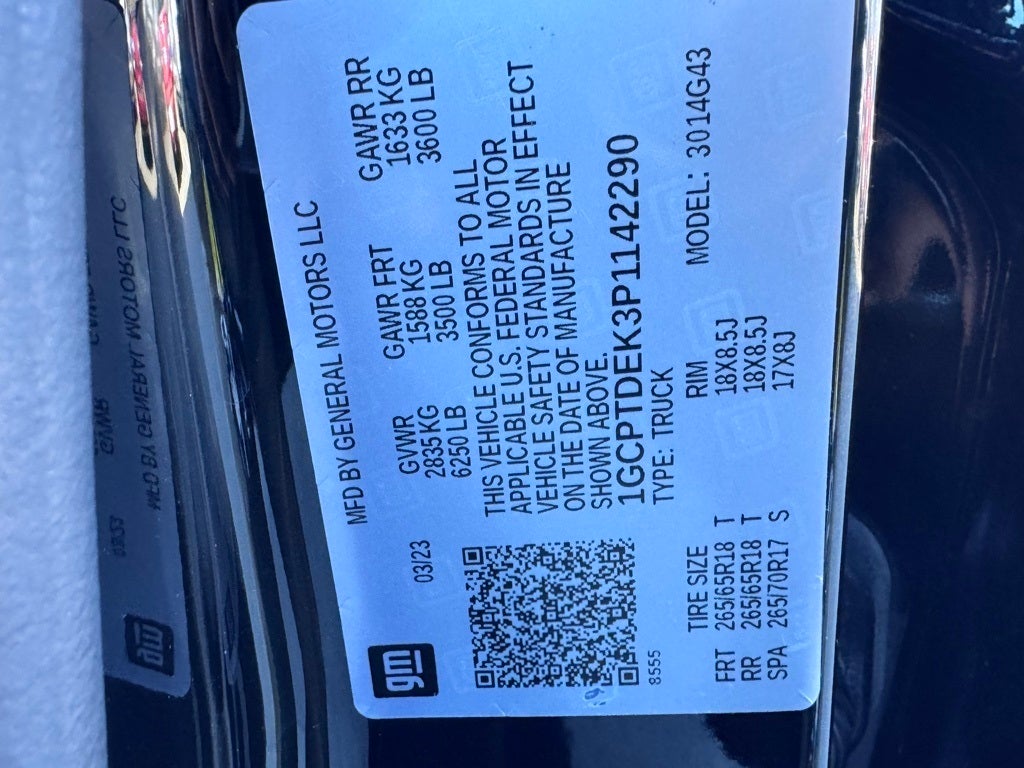 gm
MFD BY GENERAL MOTORS LLC
03/23
GVWR GAWR FRT GAWR RR
2835 KG 1588 KG 1633 KG
6250 LB 3500 LB 3600 LB
THIS VEHICLE CONFORMS TO ALL
APPLICABLE U.S. FEDERAL MOTOR
VEHICLE SAFETY STANDARDS IN EFFECT
ON THE DATE OF MANUFACTURE
SHOWN ABOVE.
1GCPTDEK3P1142290
8555 TYPE: TRUCK
TIRE SIZE RIM MODEL: 3014G43
FRT 265/65R18 T 18X8.5J
RR 265/65R18 T 18X8.5J
SPA 265/70R17 S 17X8J